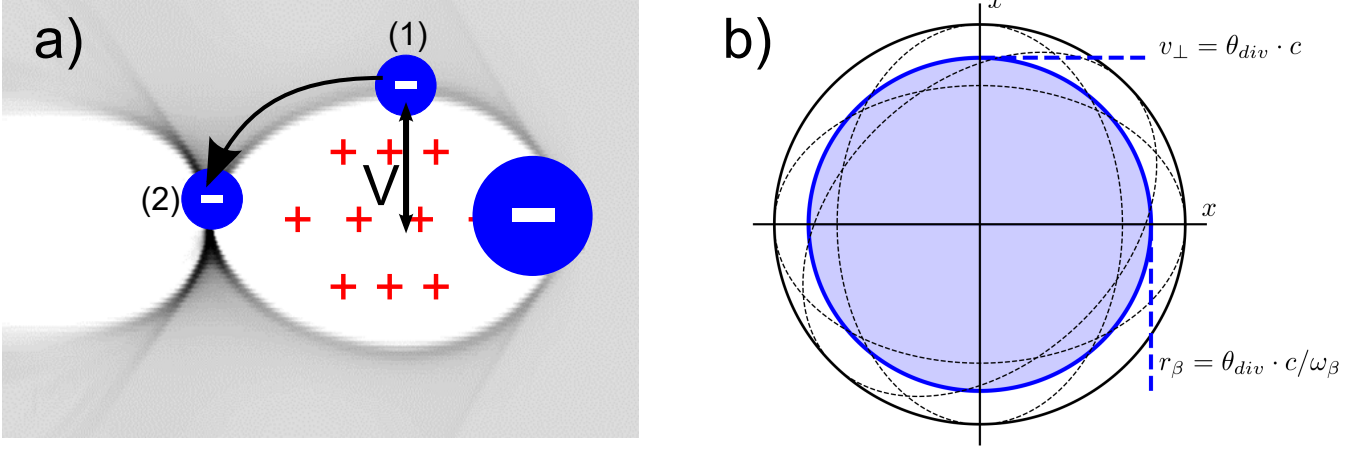 a)
(1)
V
(2)
b)
v⊥ = θdiv · c
x
rβ = θdiv · c/ωβ